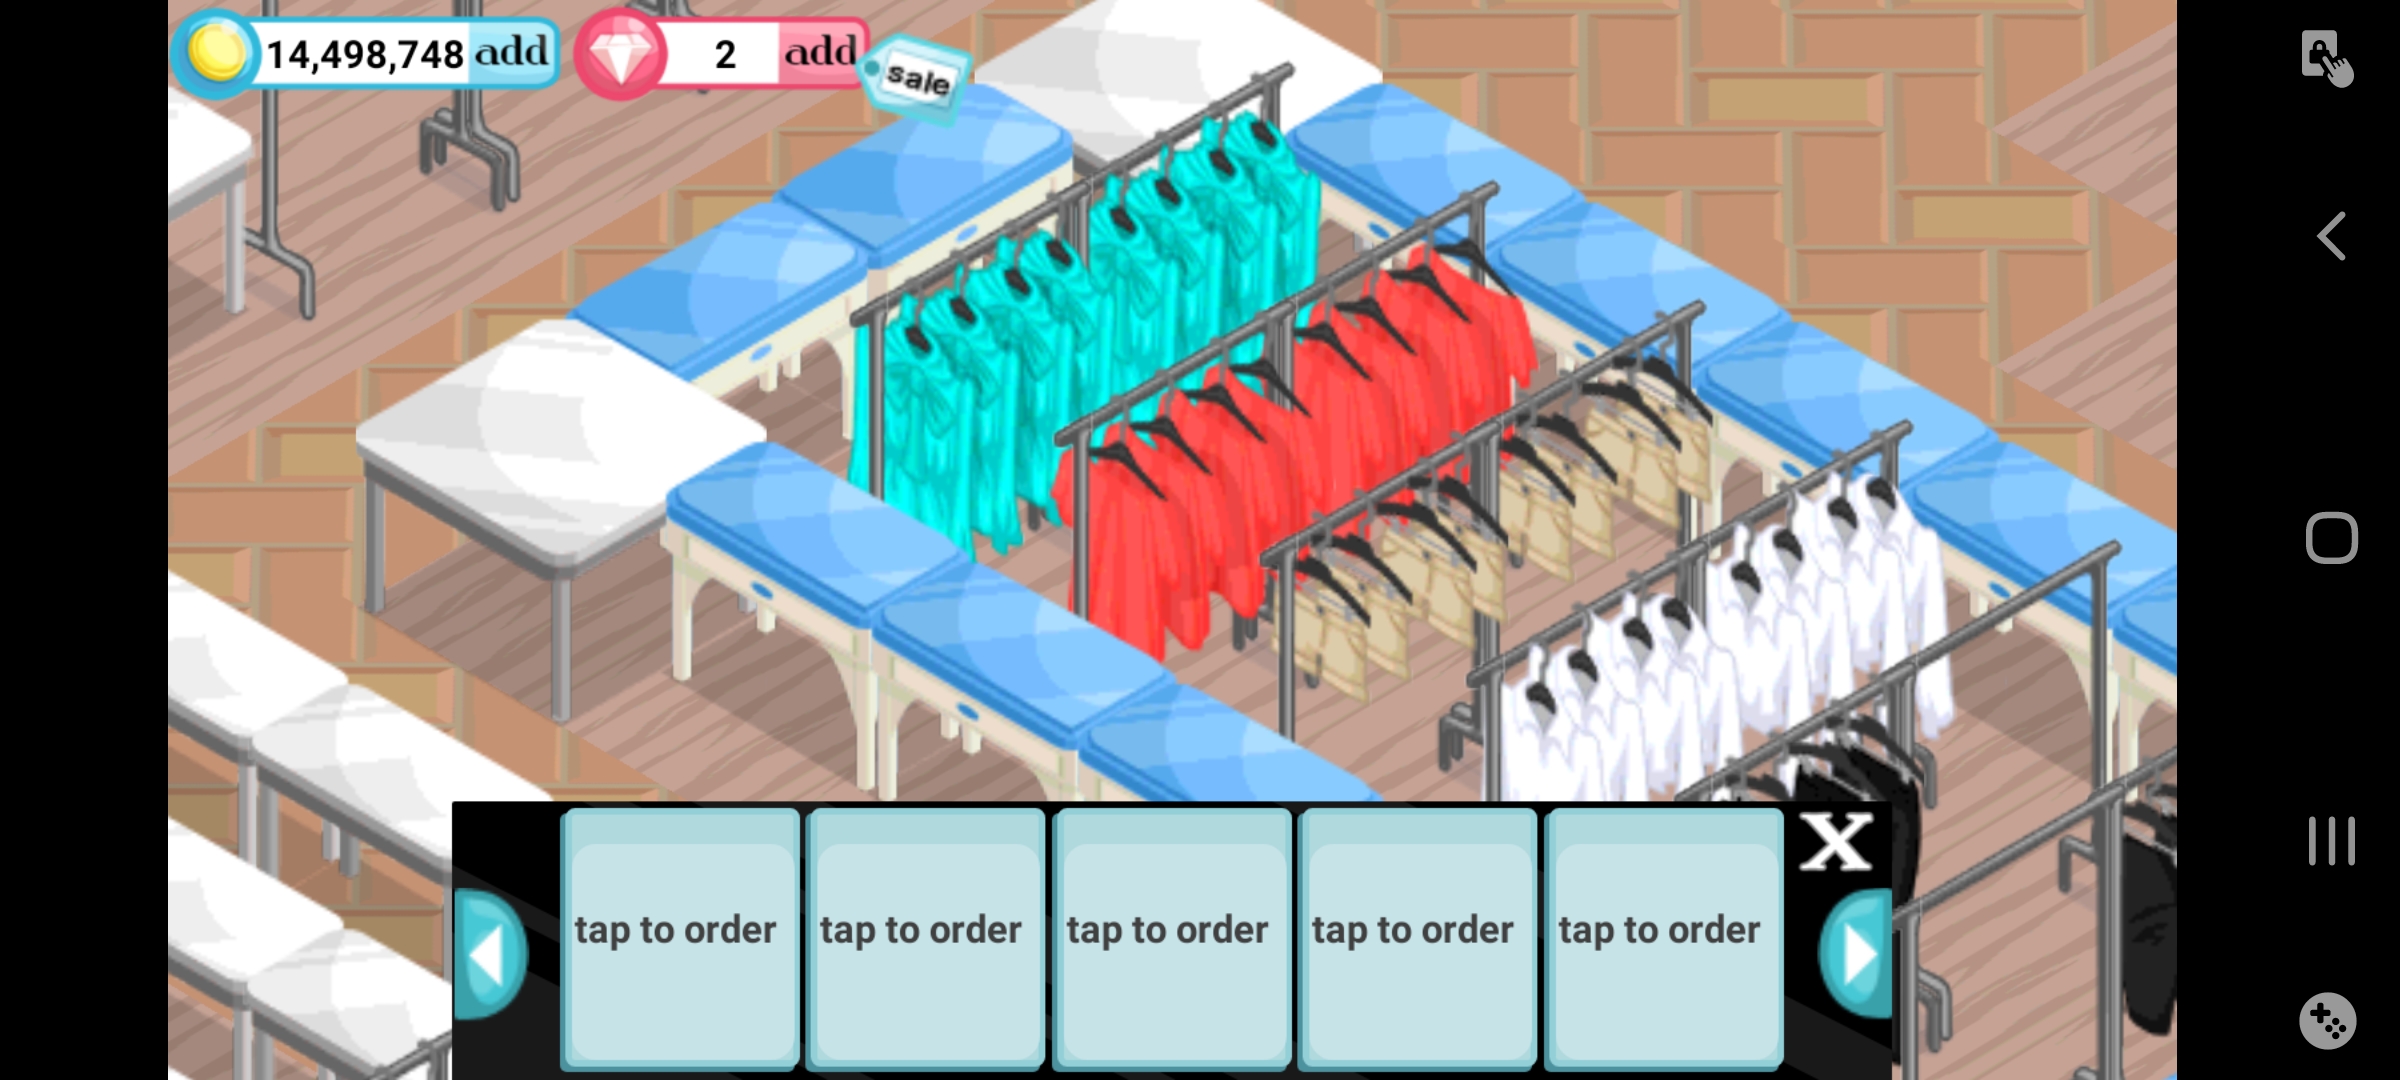 14,498,748 add 2 add
sale
X
tap to order tap to order tap to order tap to order tap to order